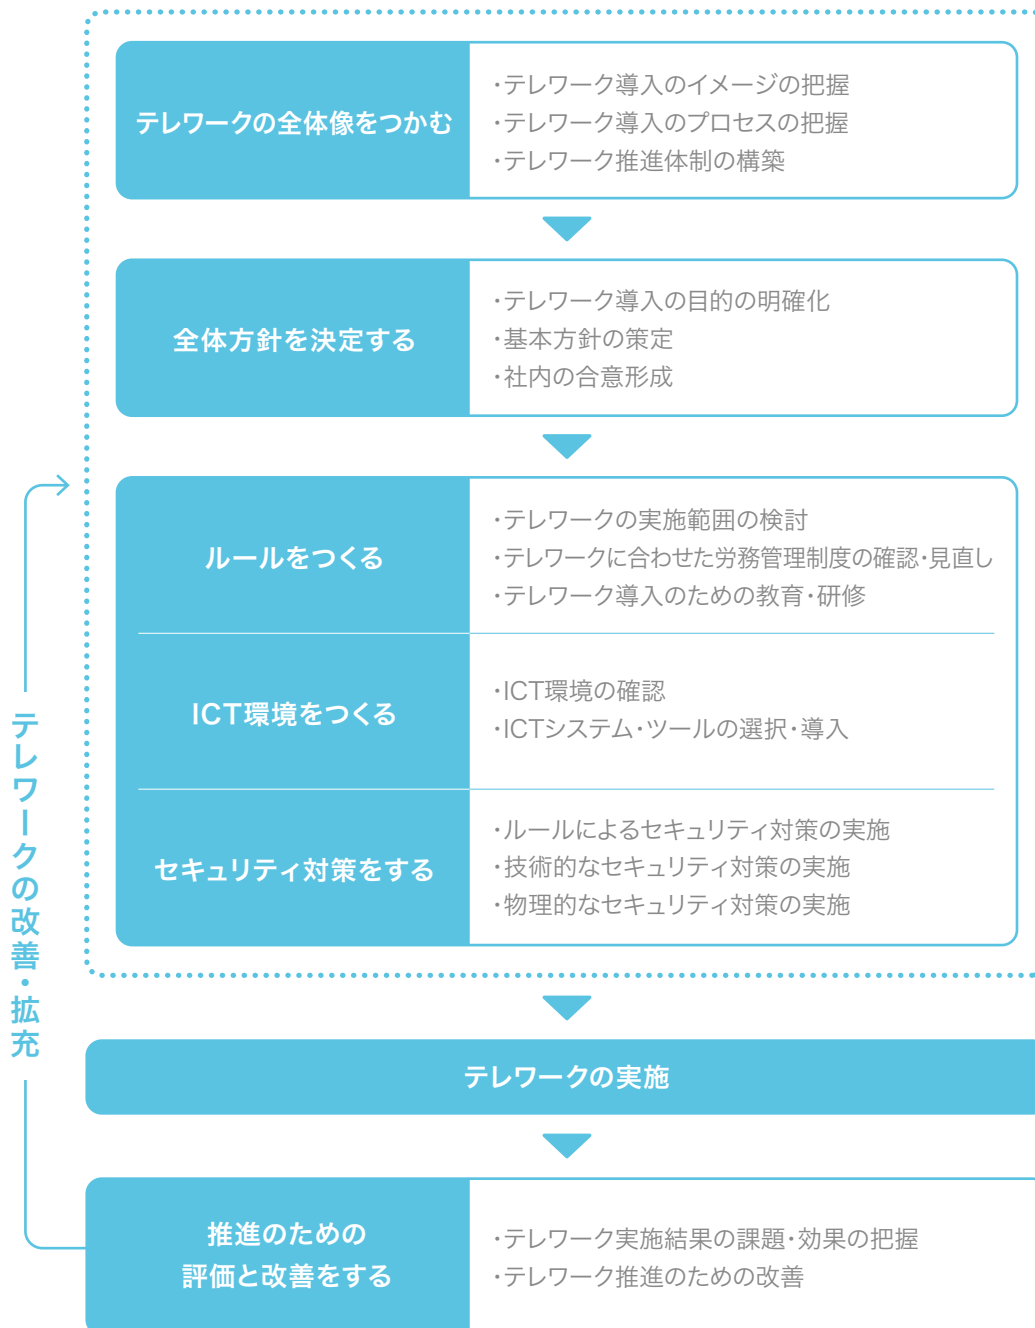 テレワークの全体像をつかむ
・テレワーク導入のイメージの把握
・テレワーク導入のプロセスの把握
・テレワーク推進体制の構築
全体方針を決定する
・テレワーク導入の目的の明確化
・基本方針の策定
・社内の合意形成
ルールをつくる
・テレワークの実施範囲の検討
・テレワークに合わせた労務管理制度の確認・見直し
・テレワーク導入のための教育・研修
ICT環境をつくる
・ICT環境の確認
・ICTシステム・ツールの選択・導入
セキュリティ対策をする
・ルールによるセキュリティ対策の実施
・技術的なセキュリティ対策の実施
・物理的なセキュリティ対策の実施
テレワークの実施
推進のための
評価と改善をする
・テレワーク実施結果の課題・効果の把握
・テレワーク推進のための改善
テレワークの改善・拡充